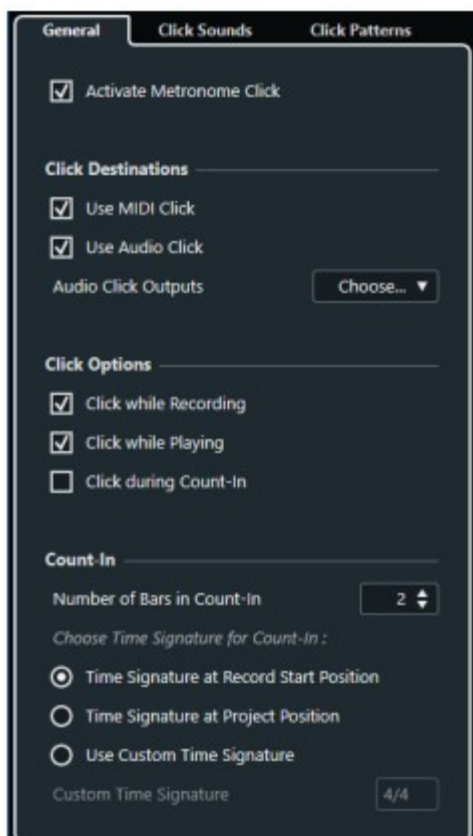 General Click Sounds Click Patterns
Activate Metronome Click
Click Destinations
Use MIDI Click
Use Audio Click
Audio Click Outputs Choose...
Click Options
Click while Recording
Click while Playing
Click during Count-In
Count-In
Number of Bars in Count-In 2
Choose Time Signature for Count-In :
Time Signature at Record Start Position
Time Signature at Project Position
Use Custom Time Signature
Custom Time Signature 4/4